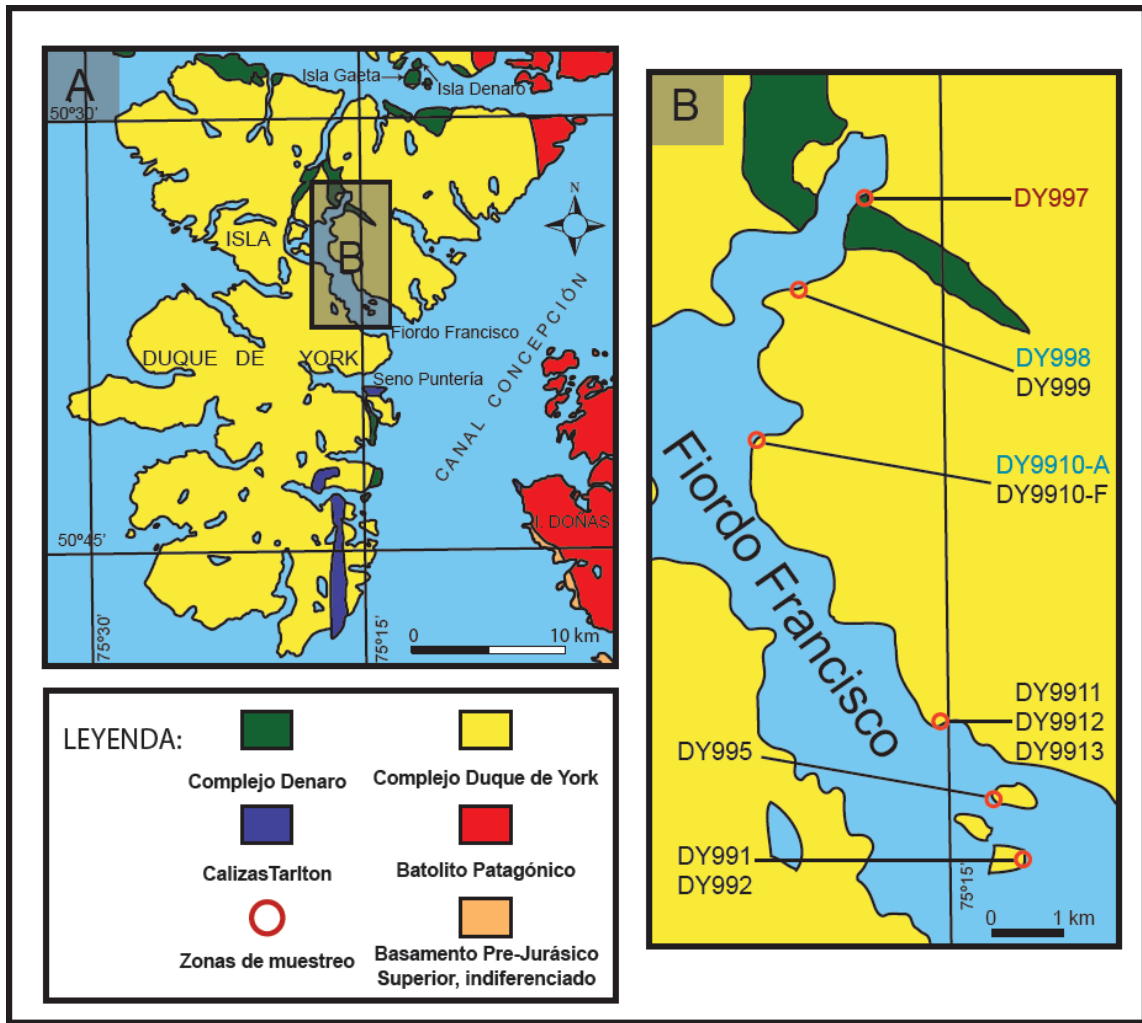 A
Isla Gaeta
Isla Denaro
50º30'
N
ISLA
B
CANAL CONCEPCIÓN
Fiordo Francisco
DUQUE DE YORK
Seno Puntería
I. DOÑAS
50º45'
75º30'
75º15'
0 10 km
LEYENDA:
Complejo Denaro
Complejo Duque de York
CalizasTarlton
Batolito Patagónico
Zonas de muestreo
Basamento Pre-Jurásico
Superior, indiferenciado
B
DY997
DY998
DY999
DY9910-A
DY9910-F
Fiordo Francisco
DY9911
DY9912
DY9913
DY995
DY991
DY992
75º15'
0 1 km